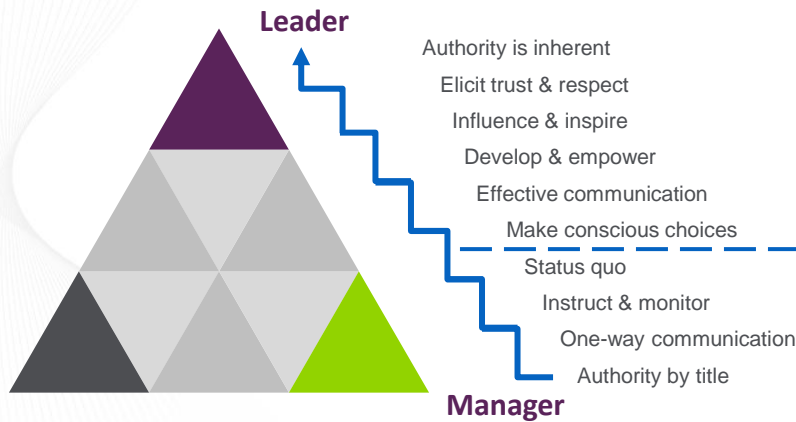 Leader
Authority is inherent
Elicit trust & respect
Influence & inspire
Develop & empower
Effective communication
Make conscious choices
Status quo
Instruct & monitor
One-way communication
Authority by title
Manager